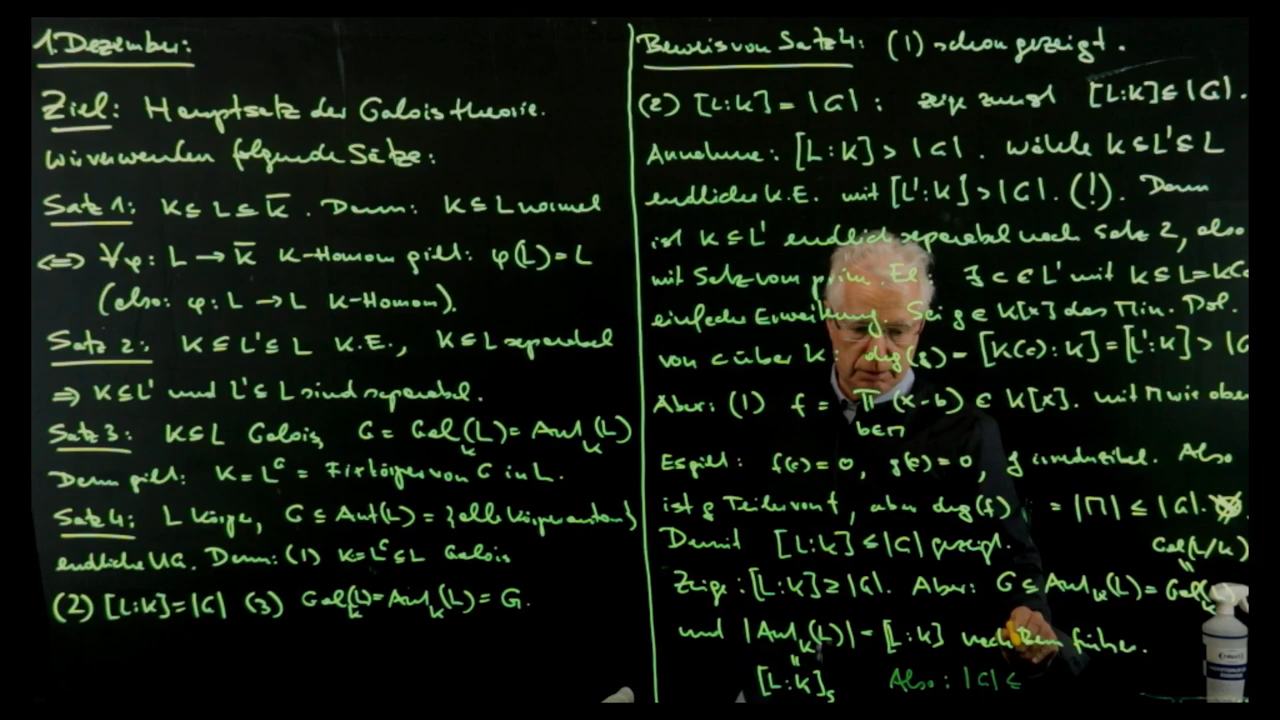 1. Dezember:
Ziel: Hauptsatz der Galoistheorie.
Wir verwenden folgende Sätze:
Satz 1: K ⊆ L ⊆ K̄. Dann: K ⊆ L normal
⇔ ∀φ: L → K̄ K-Homom gilt: φ(L) = L
(also: φ: L → L K-Homom).
Satz 2: K ⊆ L' ⊆ L K.E., K ⊆ L separabel
⇒ K ⊆ L' und L' ⊆ L sind separabel.
Satz 3: K ⊆ L Galois, G = Gal_K(L) = Aut_K(L)
Dann gilt: K = L^G = Fixkörper von G in L.
Satz 4: L Körper, G ⊆ Aut(L) = {alle Körperautom}
endliche UG. Dann: (1) K = L^G ⊆ L Galois
(2) [L:K] = |G| (3) Gal_K(L) = Aut_K(L) = G.
Beweis von Satz 4: (1) schon gezeigt.
(2) [L:K] = |G| : zeige zuerst [L:K] ≤ |G|.
Annahme: [L:K] > |G|. Wähle K ⊆ L' ⊆ L
endliche K.E. mit [L':K] > |G|. (!). Dann
ist K ⊆ L' endlich separabel nach Satz 2, also
mit Satz vom prim. El: ∃ c ∈ L' mit K ⊆ L = K(c
einfache Erweiterung. Sei g ∈ K[x] das Min. Pol.
von c über K: deg(g) = [K(c):K] = [L':K] > |G
Aber: (1) f = ∏ (x-b) ∈ K[x]. mit M wie oben
b∈M
Es gilt: f(c) = 0, g(c) = 0, g irreduzibel. Also
ist g Teiler von f, aber deg(f) = |M| ≤ |G|.
Damit [L:K] ≤ |G| gezeigt. Gal(L/K)
Zeige: [L:K] ≥ |G|. Aber: G ⊆ Aut_K(L) = Gal_K(L)
und |Aut_K(L)| = [L:K] nach früher.
[L:K]_s Also: |G| ≤